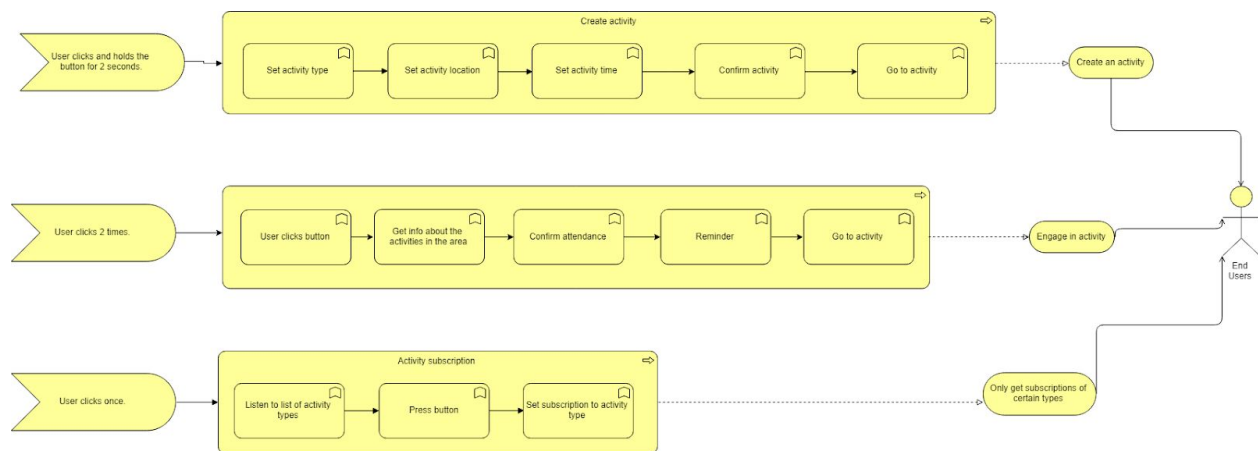 Create activity
User clicks and holds the
button for 2 seconds.
Set activity type
Set activity location
Set activity time
Confirm activity
Go to activity
Create an activity
User clicks 2 times.
User clicks button
Get info about the
activities in the area
Confirm attendance
Reminder
Go to activity
Engage in activity
End
Users
Activity subscription
User clicks once.
Listen to list of activity
types
Press button
Set subscription to activity
type
Only get subscriptions of
certain types